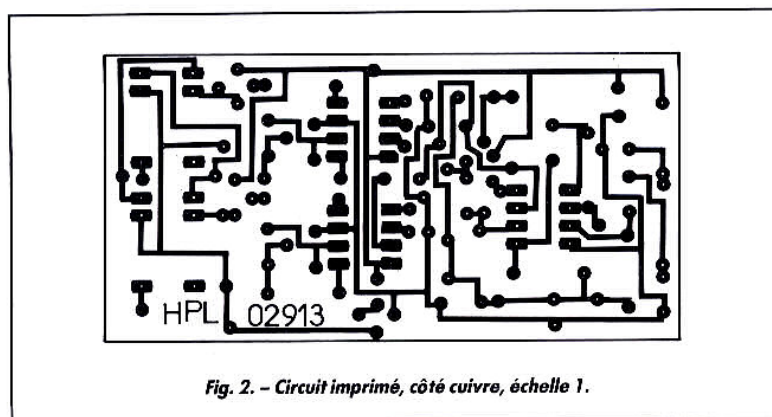 HPL 02913
Fig. 2. – Circuit imprimé, côté cuivre, échelle 1.